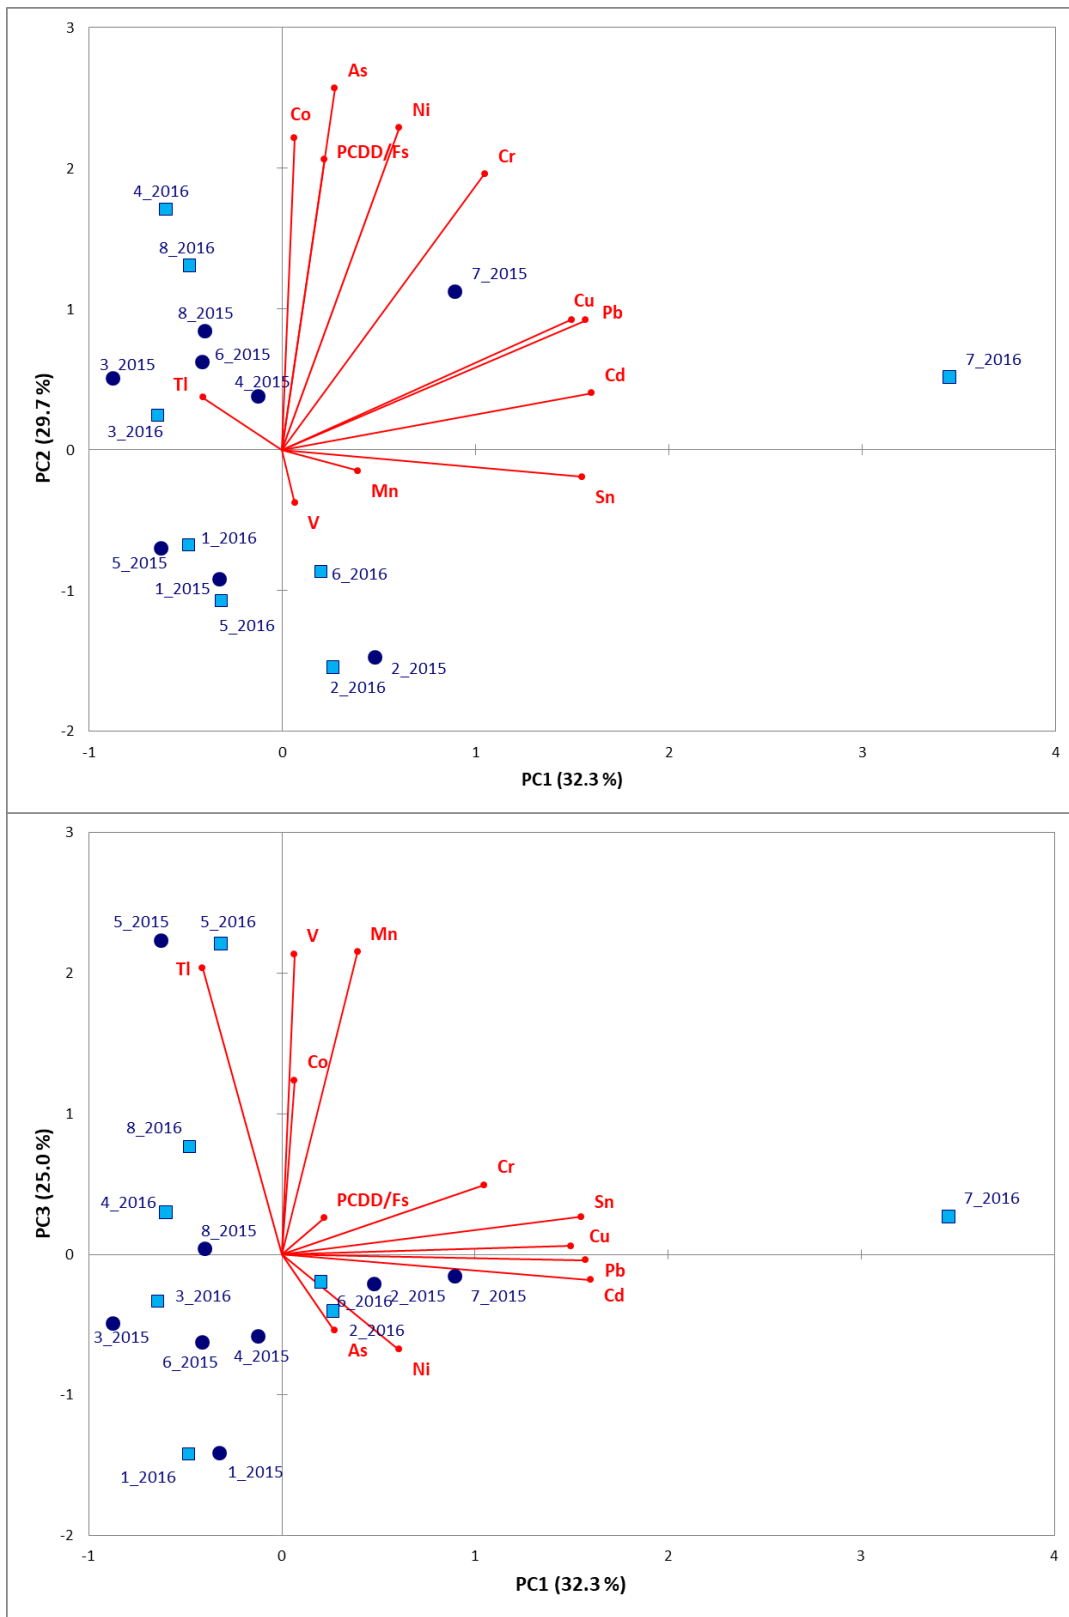 3
As
Ni
Co
PCDD/Fs
Cr
2
4_2016
8_2016
7_2015
1
8_2015
Cu
Pb
6_2015
3_2015
Tl
4_2015
Cd
7_2016
3_2016
0
Mn
Sn
V
1_2016
5_2015
1_2015
6_2016
-1
5_2016
2_2015
2_2016
-2
-1 0 1 2 3 4
PC2 (29.7 %)
PC1 (32.3 %)
3
5_2015
5_2016
V
Mn
Tl
2
Co
1
8_2016
Cr
4_2016
PCDD/Fs
Sn
7_2016
8_2015
Cu
0
Pb
3_2016
6_2016
2_2015
7_2015
Cd
3_2015
2_2016
6_2015
4_2015
As
Ni
-1
1_2016
1_2015
-2
-1 0 1 2 3 4
PC3 (25.0 %)
PC1 (32.3 %)